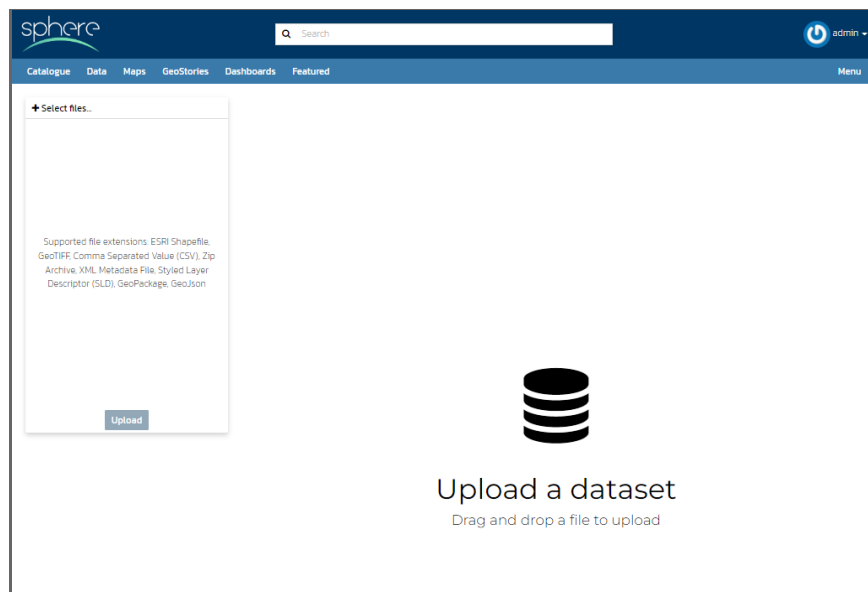 sphere
Search
admin
Catalogue Data Maps GeoStories Dashboards Featured Menu
+ Select files...
Supported file extensions: ESRI Shapefile,
GeoTIFF, Comma Separated Value (CSV), Zip
Archive, XML Metadata File, Styled Layer
Descriptor (SLD), GeoPackage, GeoJson
Upload
Upload a dataset
Drag and drop a file to upload